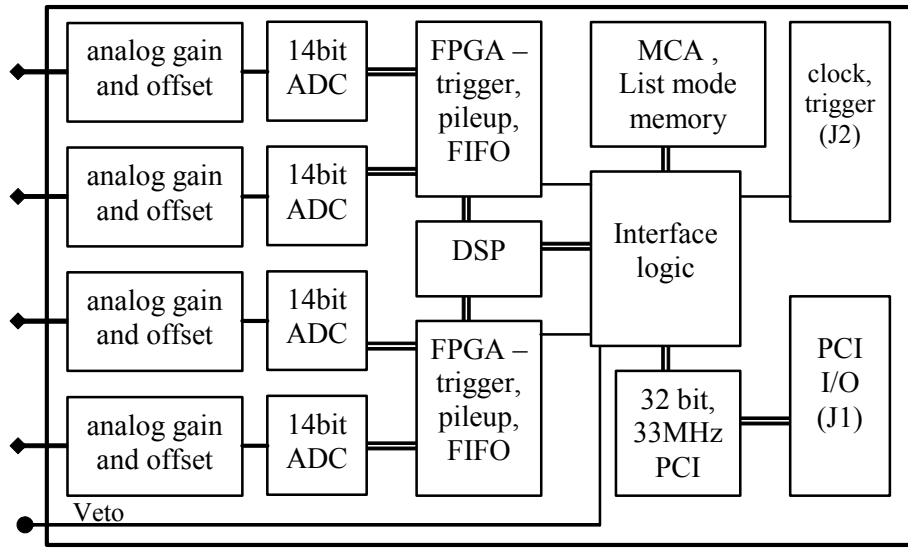 analog gain
and offset
14bit
ADC
FPGA –
trigger,
pileup,
FIFO
MCA ,
List mode
memory
clock,
trigger
(J2)
analog gain
and offset
14bit
ADC
DSP
Interface
logic
analog gain
and offset
14bit
ADC
FPGA –
trigger,
pileup,
FIFO
PCI
I/O
(J1)
analog gain
and offset
14bit
ADC
32 bit,
33MHz
PCI
Veto